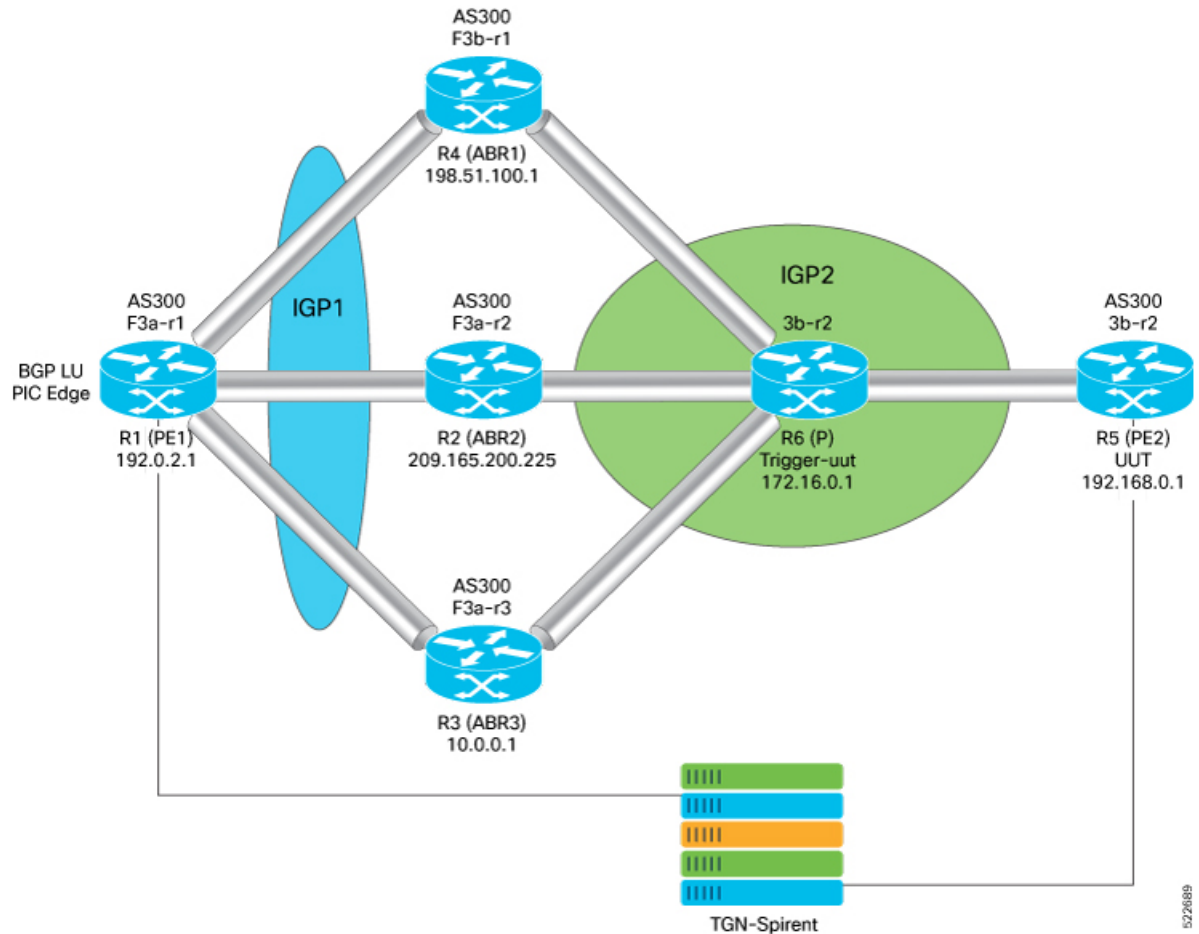 AS300
F3b-r1
R4 (ABR1)
198.51.100.1
IGP1
IGP2
AS300
F3a-r1
AS300
F3a-r2
3b-r2
AS300
3b-r2
BGP LU
PIC Edge
R1 (PE1)
192.0.2.1
R2 (ABR2)
209.165.200.225
R6 (P)
Trigger-uut
172.16.0.1
R5 (PE2)
UUT
192.168.0.1
AS300
F3a-r3
R3 (ABR3)
10.0.0.1
TGN-Spirent
522689